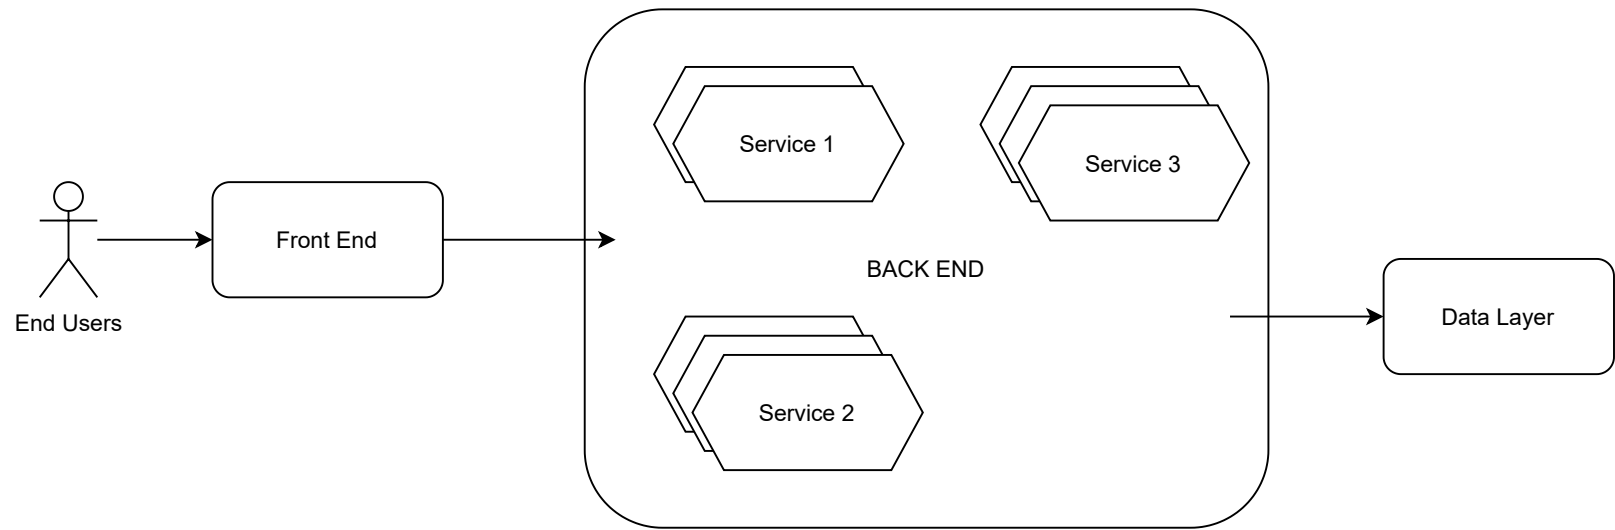 End Users
Front End
Service 1
Service 3
BACK END
Service 2
Data Layer